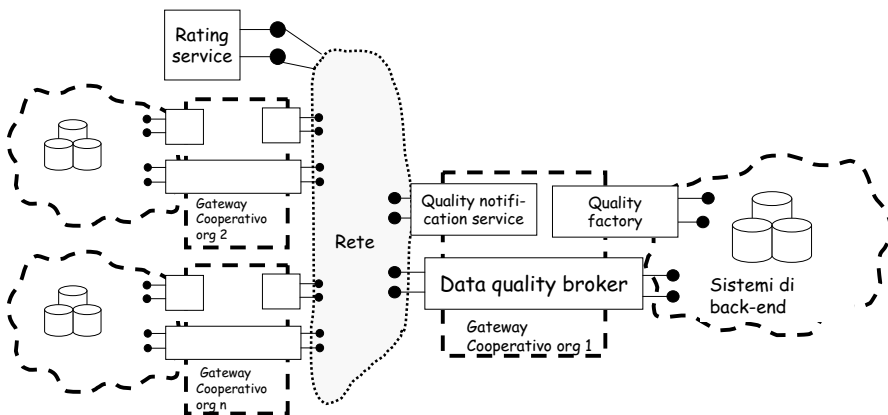 Rating
service
Gateway
Cooperativo
org 2
Rete
Quality notifi-
cation service
Quality
factory
Data quality broker
Sistemi di
back-end
Gateway
Cooperativo org 1
Gateway
Cooperativo
org n